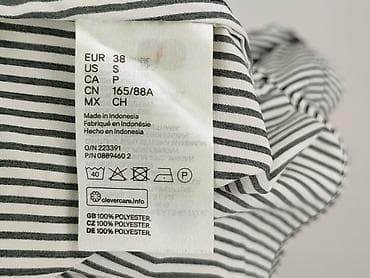 EUR 38
US S
CA P
CN 165/88A
MX CH
Made in Indonesia
Fabriqué en Indonésie
Hecho en Indonesia
O/N 223391
P/N 0889460 2
40 P
clevercare.info
GB 100% POLYESTER.
CZ 100% POLYESTER.
DE 100% POLYESTER.